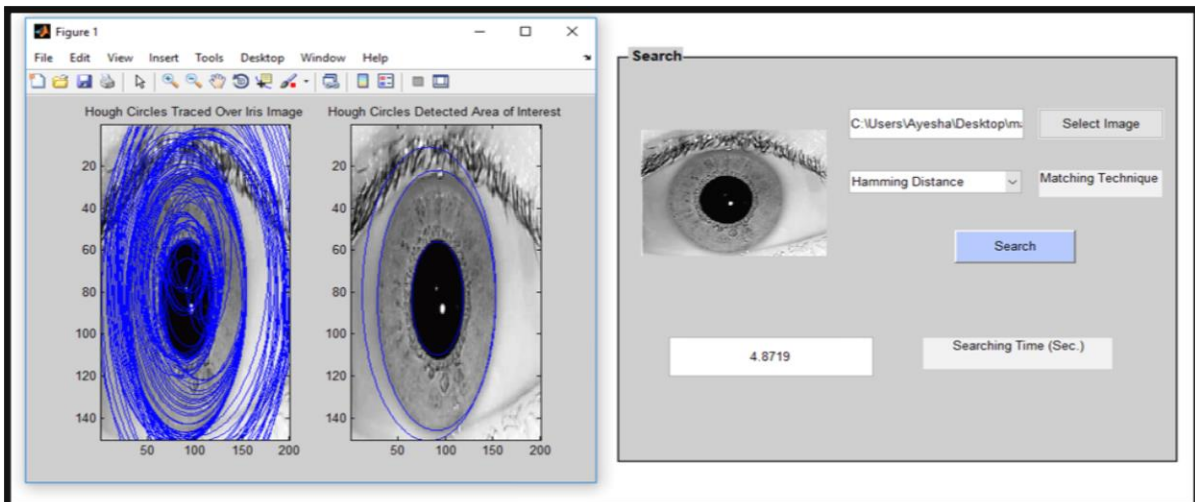 Figure 1
File Edit View Insert Tools Desktop Window Help
Hough Circles Traced Over Iris Image
20
40
60
80
100
120
140
50 100 150 200
Hough Circles Detected Area of Interest
20
40
60
80
100
120
140
50 100 150 200
Search
C:\Users\Ayesha\Desktop\ma
Select Image
Hamming Distance
Matching Technique
Search
4.8719
Searching Time (Sec.)